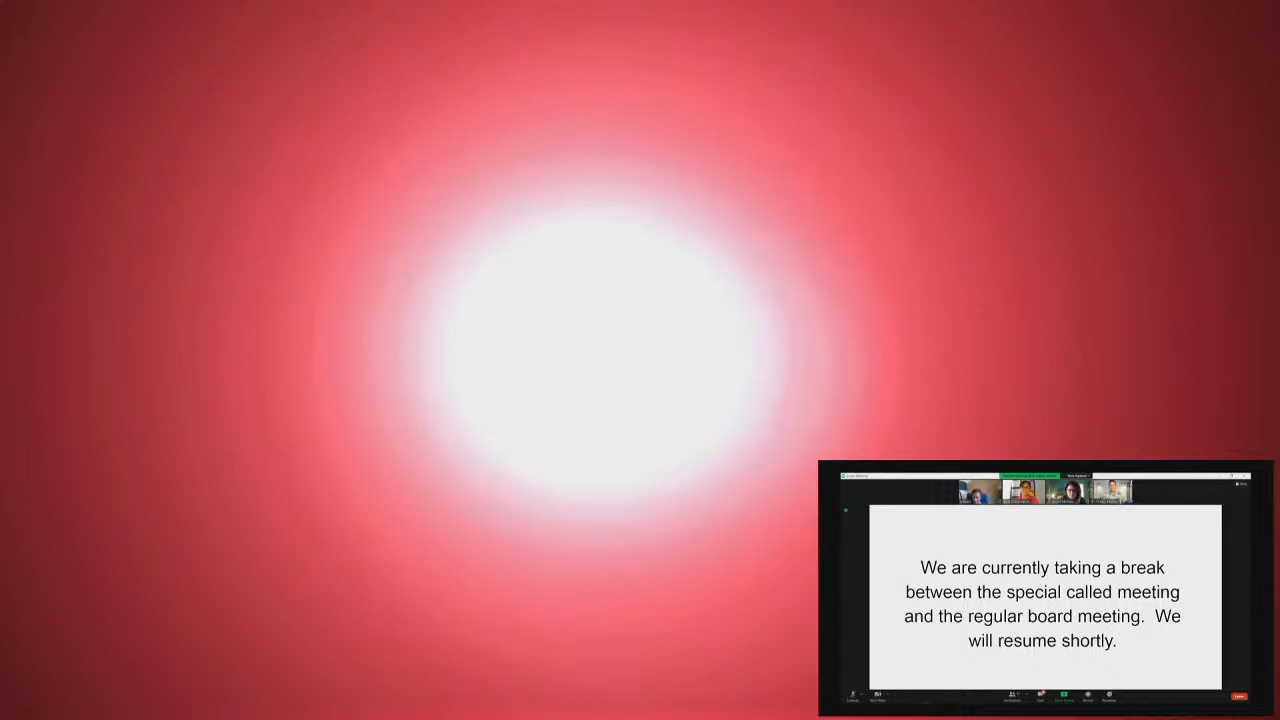 We are currently taking a break
between the special called meeting
and the regular board meeting. We
will resume shortly.